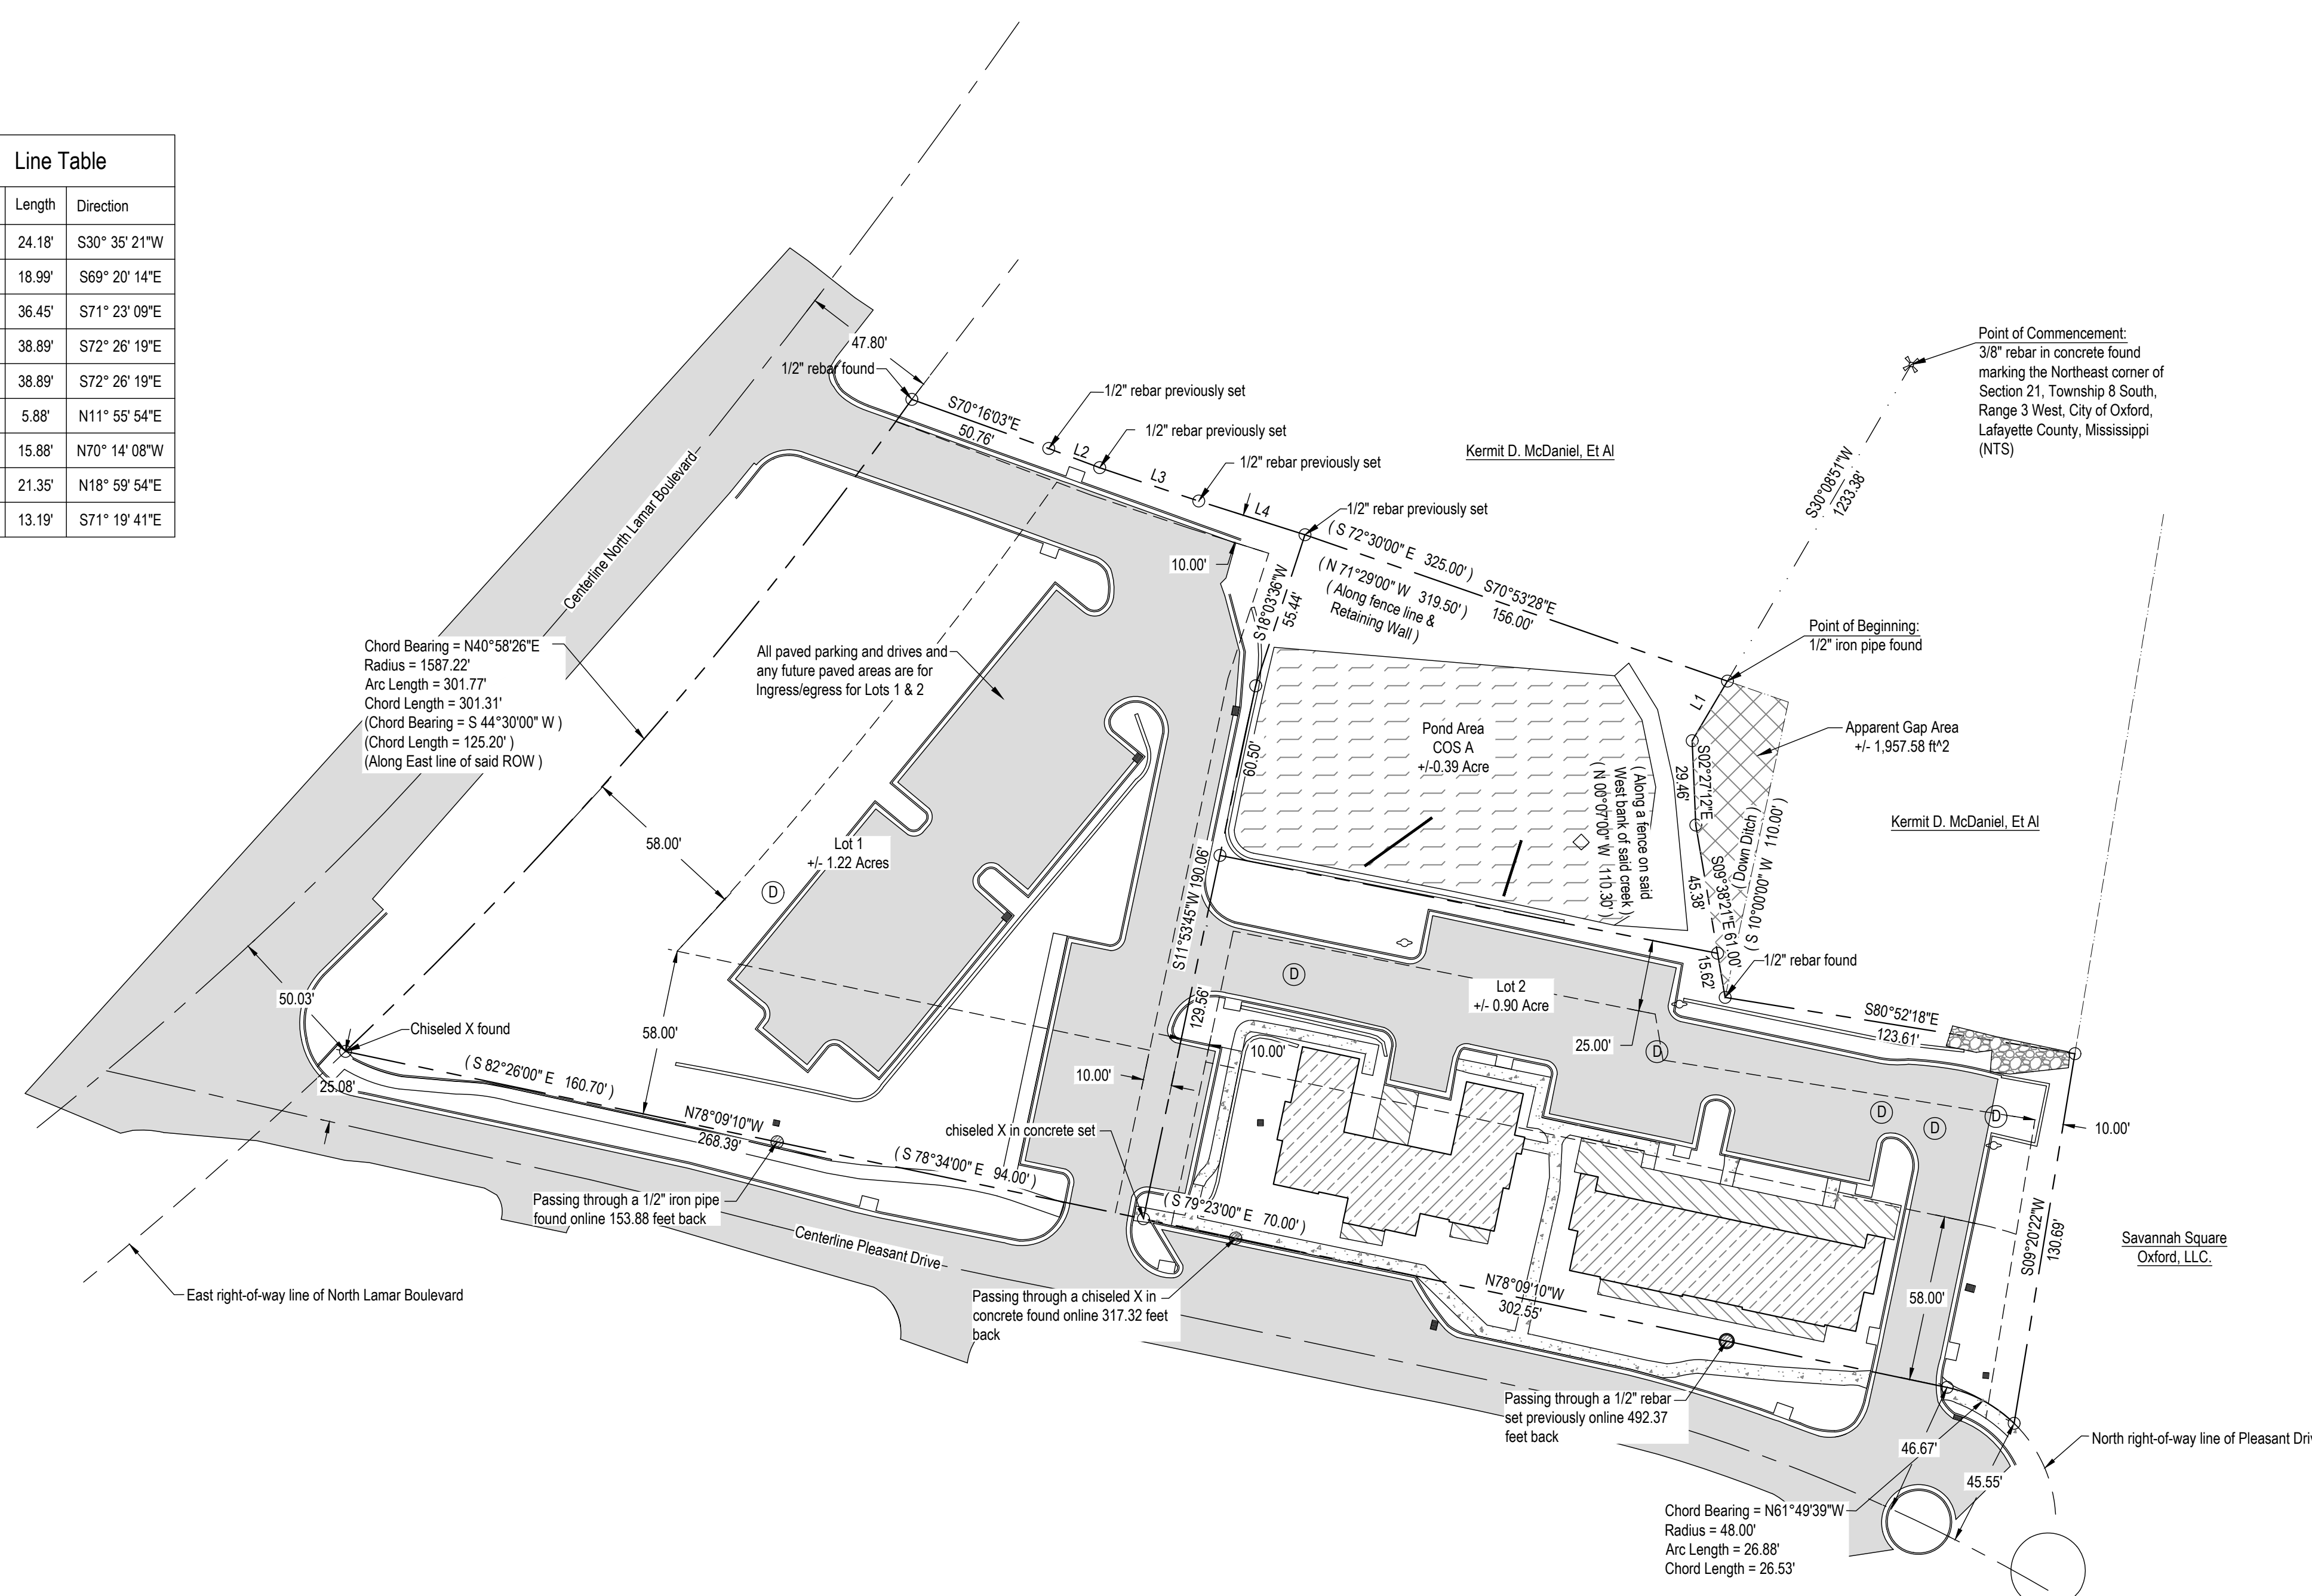 Line Table
Length Direction
24.18' S30° 35' 21"W
18.99' S69° 20' 14"E
36.45' S71° 23' 09"E
38.89' S72° 26' 19"E
38.89' S72° 26' 19"E
5.88' N11° 55' 54"E
15.88' N70° 14' 08"W
21.35' N18° 59' 54"E
13.19' S71° 19' 41"E
47.80'
1/2" rebar found
S70°16'03"E
50.76'
1/2" rebar previously set
L2
1/2" rebar previously set
L3
1/2" rebar previously set
L4
1/2" rebar previously set
Kermit D. McDaniel, Et Al
Point of Commencement:
3/8" rebar in concrete found
marking the Northeast corner of
Section 21, Township 8 South,
Range 3 West, City of Oxford,
Lafayette County, Mississippi
(NTS)
S30°08'51"W
1233.38'
Centerline North Lamar Boulevard
10.00'
( S 72°30'00" E 325.00' )
( N 71°29'00" W 319.50' )
( Along fence line &
Retaining Wall )
S70°53'28"E
156.00'
S18°03'36"W
55.44'
Point of Beginning:
1/2" iron pipe found
L1
Chord Bearing = N40°58'26"E
Radius = 1587.22'
Arc Length = 301.77'
Chord Length = 301.31'
(Chord Bearing = S 44°30'00" W )
(Chord Length = 125.20' )
(Along East line of said ROW )
All paved parking and drives and
any future paved areas are for
Ingress/egress for Lots 1 & 2
60.50'
Pond Area
COS A
+/-0.39 Acre
Apparent Gap Area
+/- 1,957.58 ft^2
S02°27'12"E
29.46'
( Along a fence on said
West bank of said creek )
( N 00°07'00" W 110.30' )
( Down Ditch )
( S 10°00'00" W 110.00' )
S09°38'21"E 61.00'
45.38'
15.62'
Kermit D. McDaniel, Et Al
58.00'
Lot 1
+/- 1.22 Acres
D
S11°53'45"W 190.06'
129.56'
1/2" rebar found
D
Lot 2
+/- 0.90 Acre
S80°52'18"E
123.61'
50.03'
Chiseled X found
58.00'
25.00'
D
10.00'
10.00'
25.08'
( S 82°26'00" E 160.70' )
N78°09'10"W
268.39'
( S 78°34'00" E 94.00' )
chiseled X in concrete set
D
D
D
10.00'
Passing through a 1/2" iron pipe
found online 153.88 feet back
Centerline Pleasant Drive
( S 79°23'00" E 70.00' )
S09°20'22"W
130.69'
Savannah Square
Oxford, LLC.
East right-of-way line of North Lamar Boulevard
Passing through a chiseled X in
concrete found online 317.32 feet
back
N78°09'10"W
302.55'
58.00'
Passing through a 1/2" rebar
set previously online 492.37
feet back
46.67'
45.55'
North right-of-way line of Pleasant Dri
Chord Bearing = N61°49'39"W
Radius = 48.00'
Arc Length = 26.88'
Chord Length = 26.53'